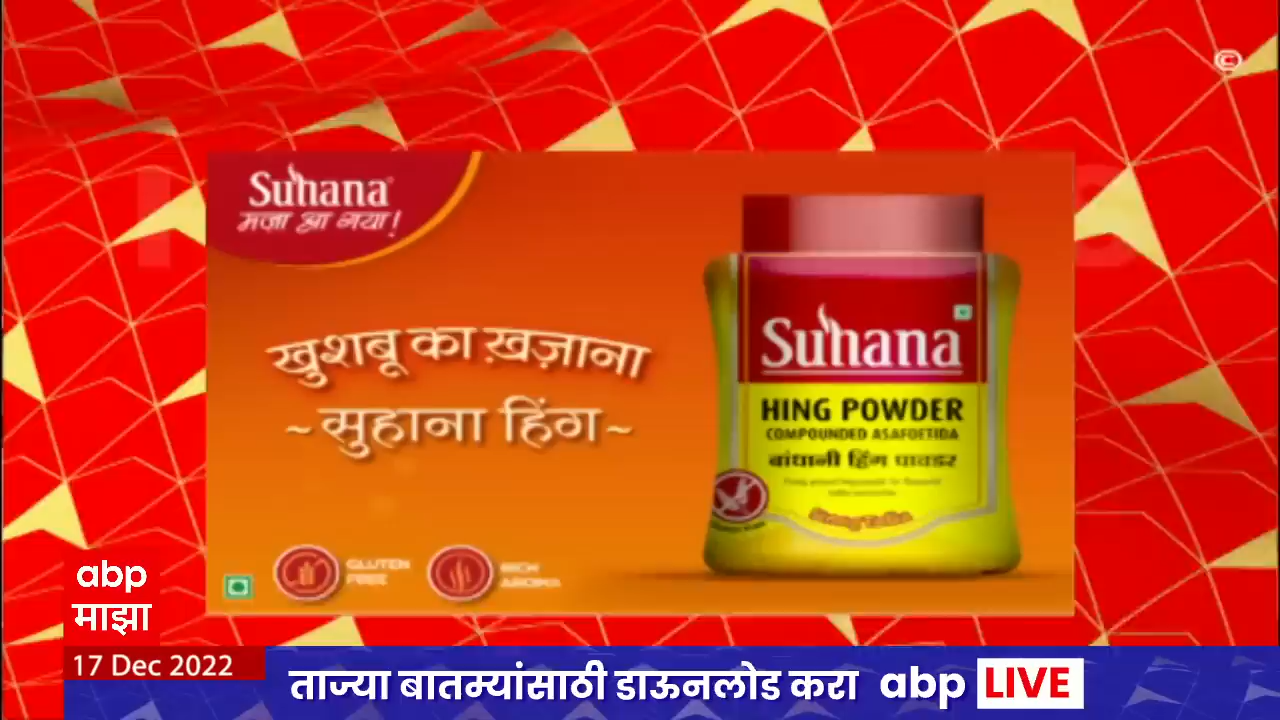 Suhana
मज़ा आ गया!
खुशबू का ख़ज़ाना
~सुहाना हिंग~
GLUTEN
FREE
RICH
AROMA
Suhana
HING POWDER
COMPOUNDED ASAFOETIDA
बांधानी हिंग पावडर
abp
माझा
17 Dec 2022
ताज्या बातम्यांसाठी डाऊनलोड करा abp LIVE